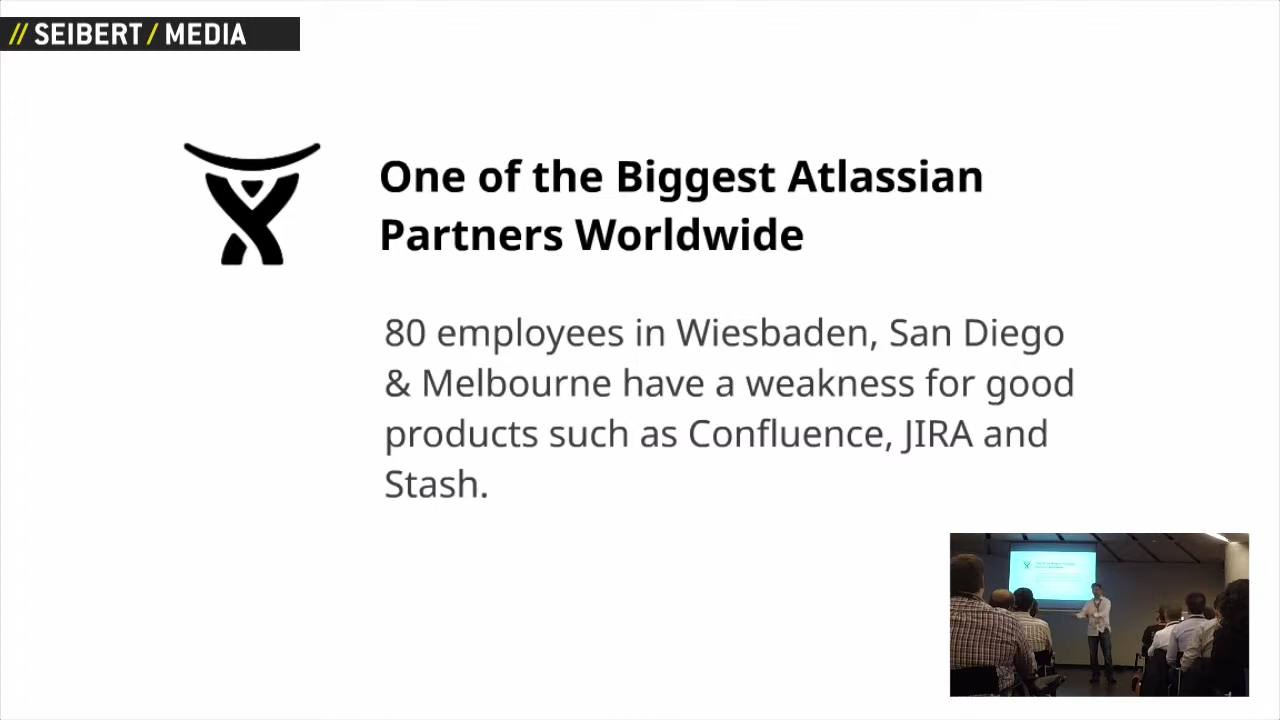 // SEIBERT / MEDIA
One of the Biggest Atlassian
Partners Worldwide
80 employees in Wiesbaden, San Diego
& Melbourne have a weakness for good
products such as Confluence, JIRA and
Stash.